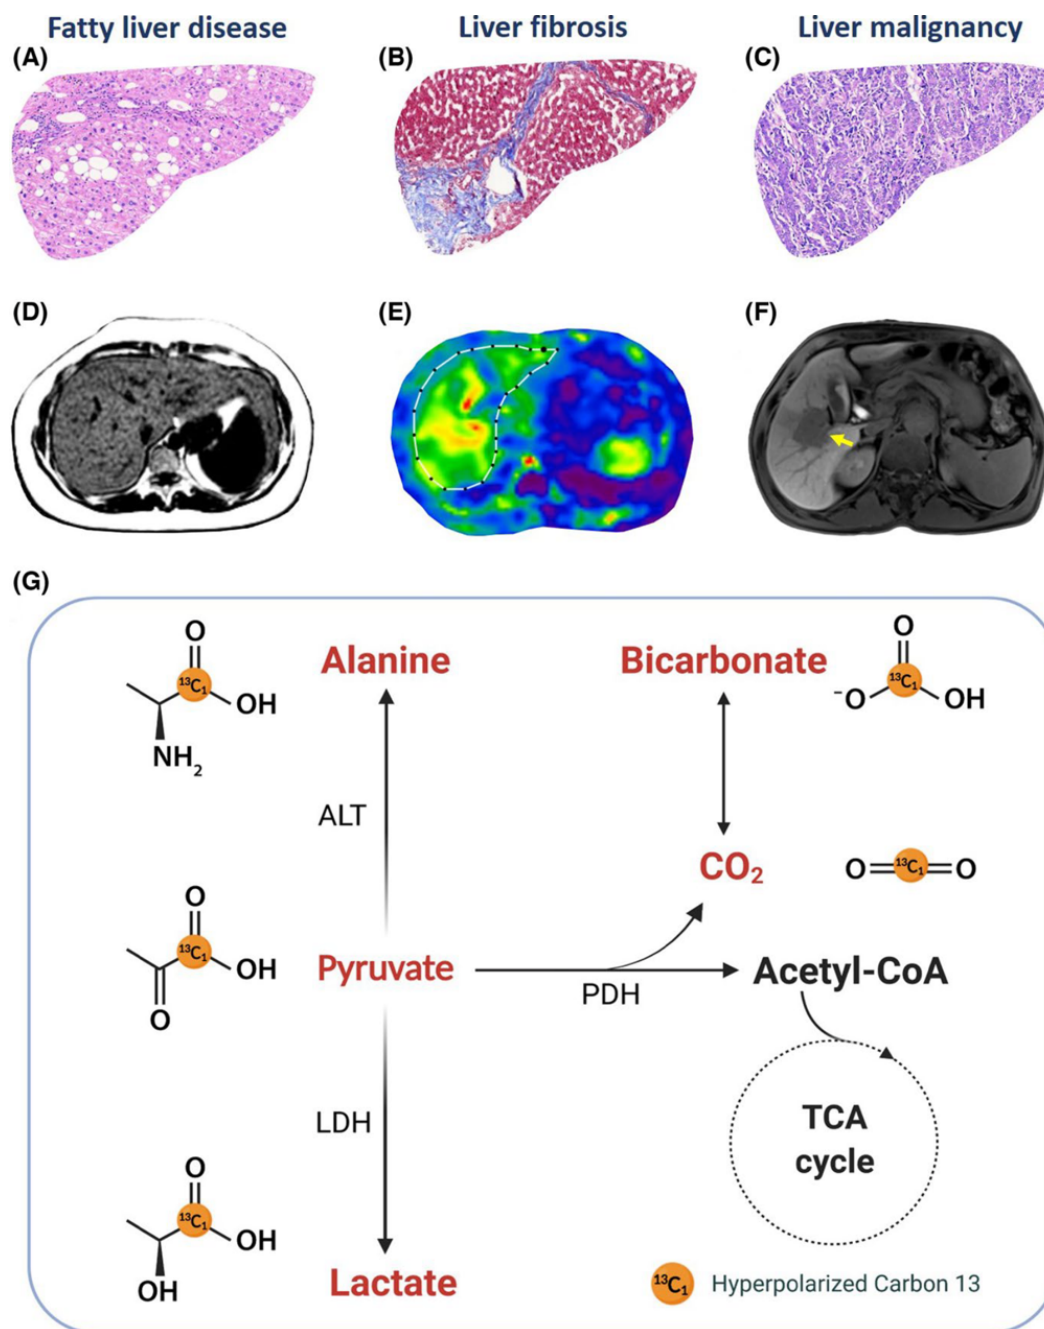 Fatty liver disease
Liver fibrosis
Liver malignancy
(A)
(B)
(C)
(D)
(E)
(F)
(G)
O
¹³C₁
OH
NH₂
Alanine
Bicarbonate
O
¹³C₁
⁻O
OH
ALT
CO₂
O
¹³C₁
O
O
¹³C₁
OH
O
Pyruvate
PDH
Acetyl-CoA
LDH
TCA
cycle
O
¹³C₁
OH
OH
Lactate
¹³C₁
Hyperpolarized Carbon 13